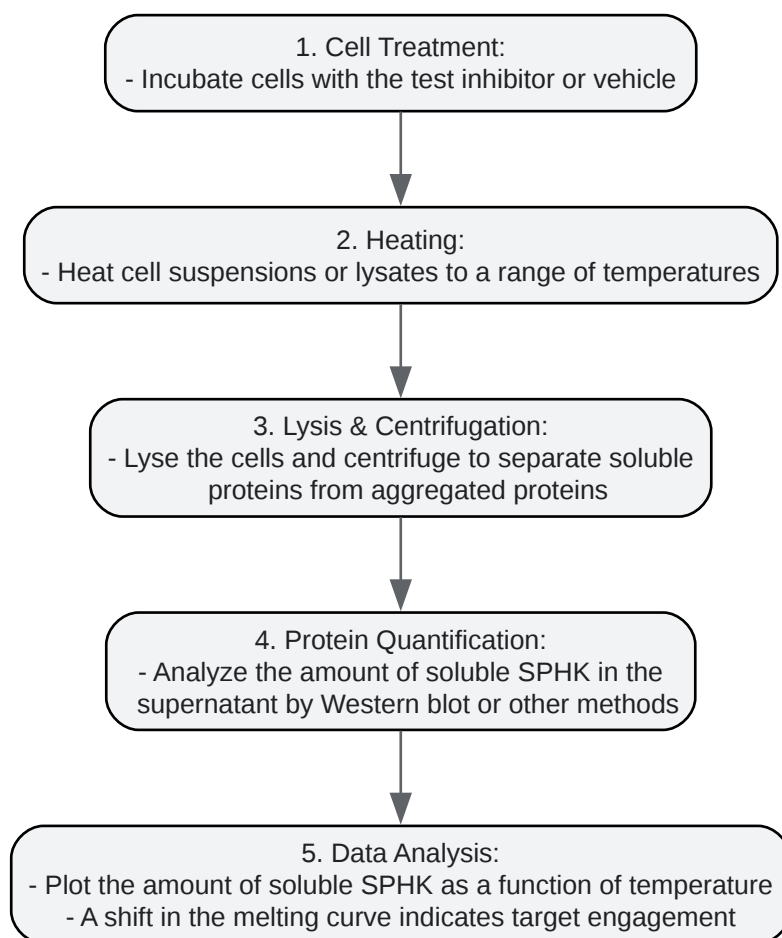 1. Cell Treatment:
- Incubate cells with the test inhibitor or vehicle
2. Heating:
- Heat cell suspensions or lysates to a range of temperatures
3. Lysis & Centrifugation:
- Lyse the cells and centrifuge to separate soluble
proteins from aggregated proteins
4. Protein Quantification:
- Analyze the amount of soluble SPHK in the
supernatant by Western blot or other methods
5. Data Analysis:
- Plot the amount of soluble SPHK as a function of temperature
- A shift in the melting curve indicates target engagement